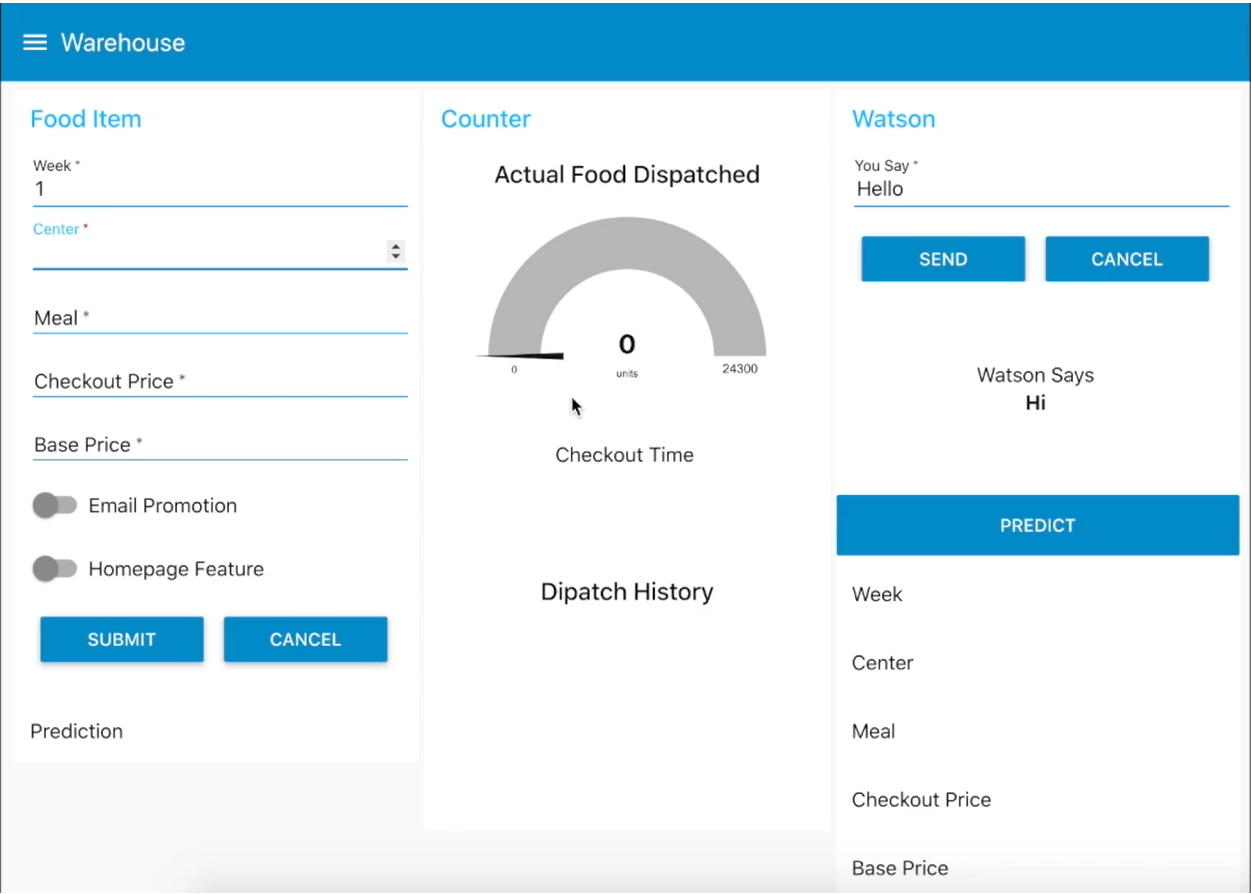 Warehouse
Food Item
Week *
1
Center *
Meal *
Checkout Price *
Base Price *
Email Promotion
Homepage Feature
SUBMIT CANCEL
Prediction
Counter
Actual Food Dispatched
0
units
0 24300
Checkout Time
Dipatch History
Watson
You Say *
Hello
SEND CANCEL
Watson Says
Hi
PREDICT
Week
Center
Meal
Checkout Price
Base Price